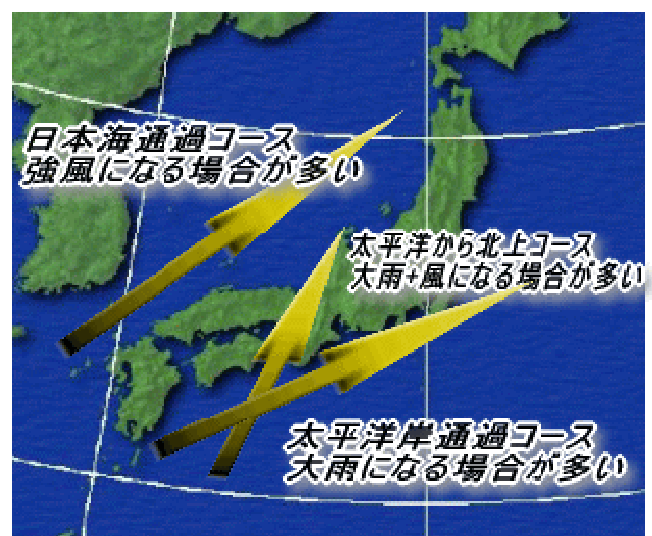 日本海通過コース
強風になる場合が多い
太平洋から北上コース
大雨+風になる場合が多い
太平洋岸通過コース
大雨になる場合が多い